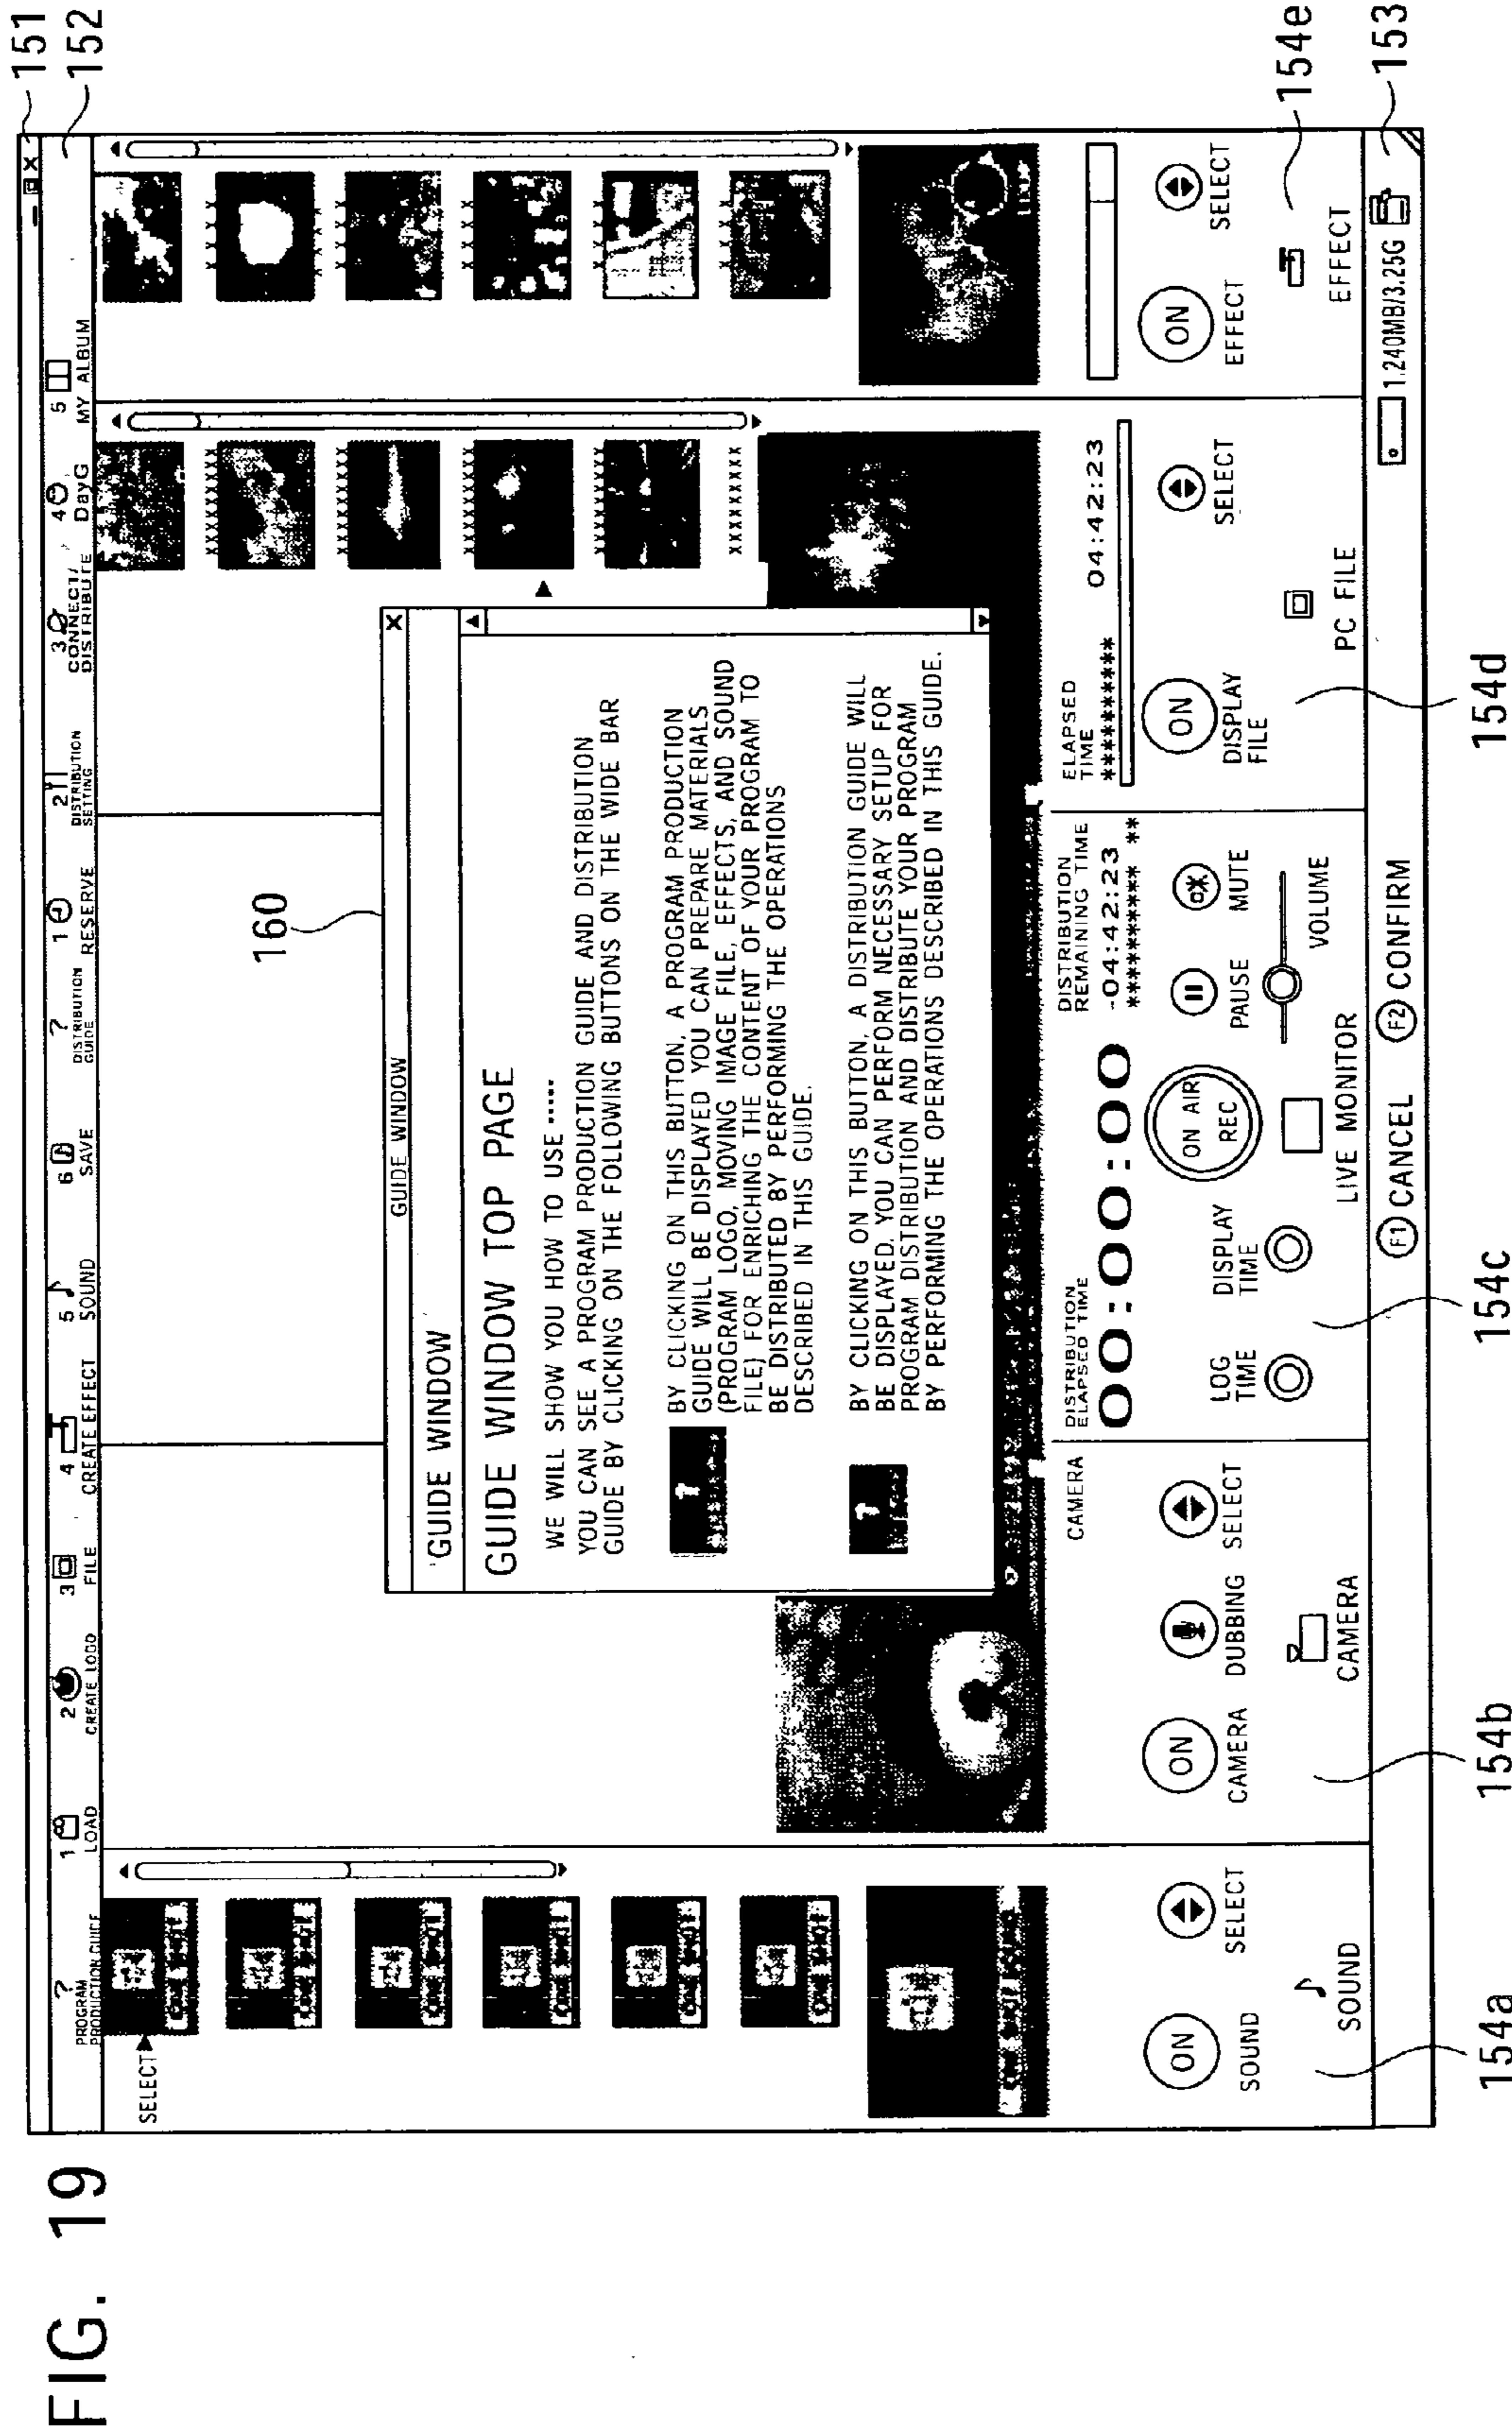 FIG. 19
151
152
? PROGRAM PRODUCTION GUIDE
1 LOAD
2 CREATE LOGO
3 FILE
4 CREATE EFFECT
5 SOUND
6 SAVE
? DISTRIBUTION GUIDE
1 RESERVE
2 DISTRIBUTION SETTING
3 CONNECT/ DISTRIBUTE
4 DayG
5 MY ALBUM
SELECT
160
GUIDE WINDOW
GUIDE WINDOW
GUIDE WINDOW TOP PAGE
WE WILL SHOW YOU HOW TO USE .....
YOU CAN SEE A PROGRAM PRODUCTION GUIDE AND DISTRIBUTION
GUIDE BY CLICKING ON THE FOLLOWING BUTTONS ON THE WIDE BAR
?
BY CLICKING ON THIS BUTTON, A PROGRAM PRODUCTION
GUIDE WILL BE DISPLAYED YOU CAN PREPARE MATERIALS
(PROGRAM LOGO, MOVING IMAGE FILE, EFFECTS, AND SOUND
FILE) FOR ENRICHING THE CONTENT OF YOUR PROGRAM TO
BE DISTRIBUTED BY PERFORMING THE OPERATIONS
DESCRIBED IN THIS GUIDE.
?
BY CLICKING ON THIS BUTTON, A DISTRIBUTION GUIDE WILL
BE DISPLAYED. YOU CAN PERFORM NECESSARY SETUP FOR
PROGRAM DISTRIBUTION AND DISTRIBUTE YOUR PROGRAM
BY PERFORMING THE OPERATIONS DESCRIBED IN THIS GUIDE.
XXXXXXXX
XXXXXXXX
XXXXXXXX
XXXXXXXX
XXXXXXXX
ON
SOUND
SELECT
SOUND
154a
CAMERA
ON
CAMERA
DUBBING
SELECT
CAMERA
154b
DISTRIBUTION
ELAPSED TIME
00:00:00
DISTRIBUTION
REMAINING TIME
-04:42:23
********* **
LOG
TIME
DISPLAY
TIME
ON AIR
REC
PAUSE
MUTE
VOLUME
LIVE MONITOR
154c
ELAPSED
TIME
*********
04:42:23
ON
DISPLAY
FILE
SELECT
PC FILE
154d
ON
EFFECT
SELECT
EFFECT
154e
F1 CANCEL
F2 CONFIRM
1.240MB/3.25G
153